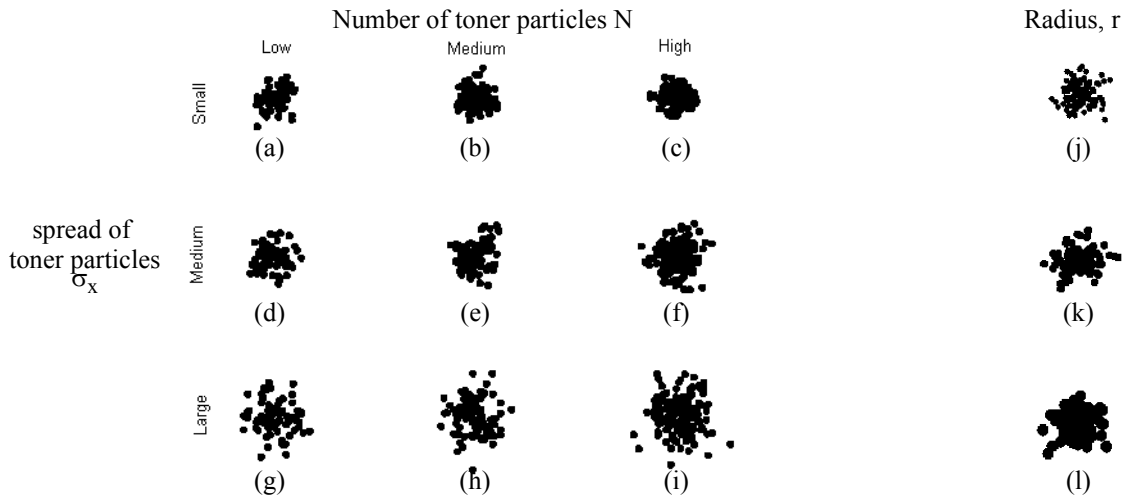 Number of toner particles N
Radius, r
Low
Medium
High
Small
(a)
(b)
(c)
(j)
spread of
toner particles
σx
Medium
(d)
(e)
(f)
(k)
Large
(g)
(h)
(i)
(l)